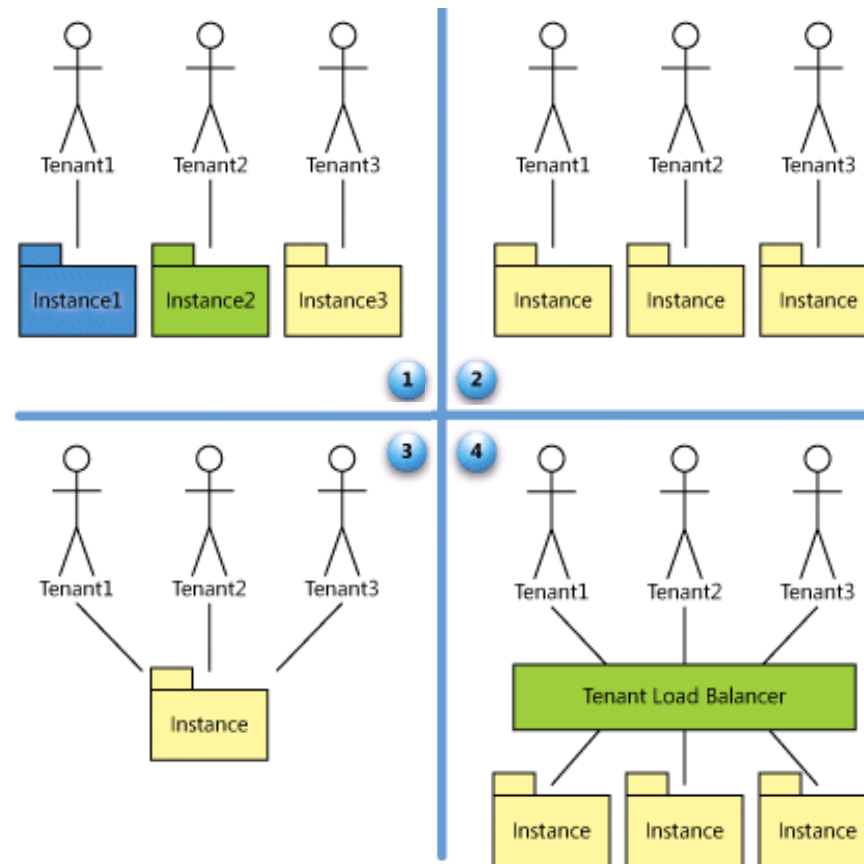 Tenant1 Tenant2 Tenant3
Instance1 Instance2 Instance3
1
Tenant1 Tenant2 Tenant3
Instance Instance Instance
2
3
Tenant1 Tenant2 Tenant3
Instance
4
Tenant1 Tenant2 Tenant3
Tenant Load Balancer
Instance Instance Instance